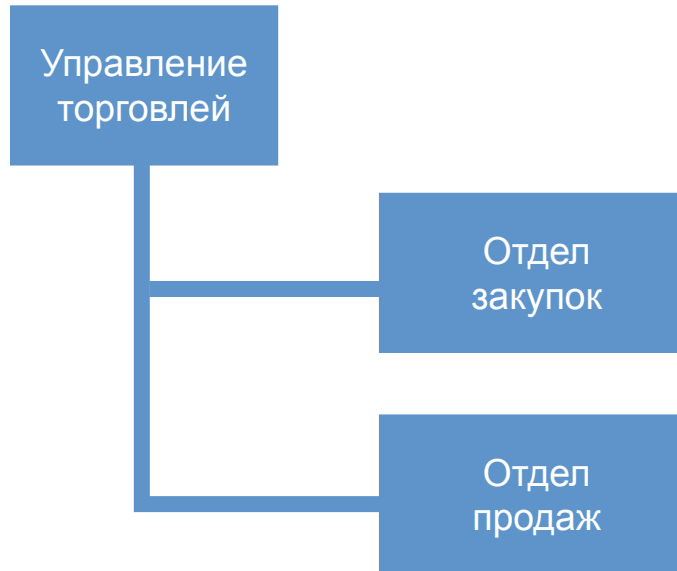 Управление
торговлей
Отдел
закупок
Отдел
продаж